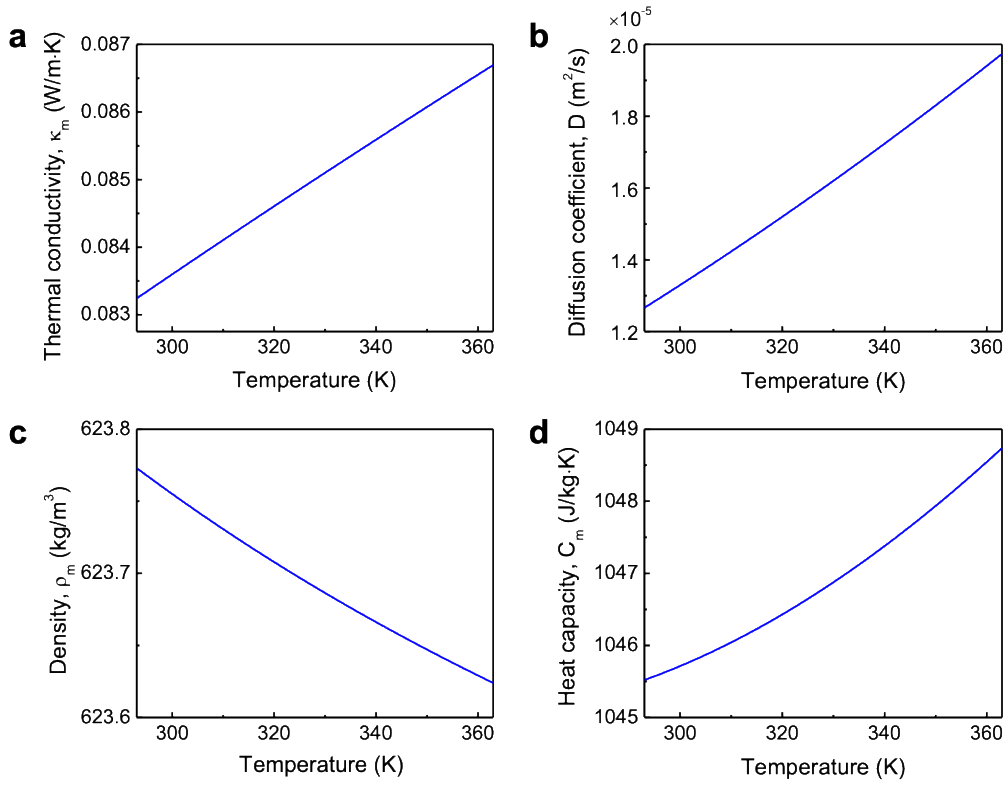 a
Thermal conductivity, κm (W/m·K)
0.087
0.086
0.085
0.084
0.083
300 320 340 360
Temperature (K)
b
Diffusion coefficient, D (m²/s)
×10⁻⁵
2.0
1.8
1.6
1.4
1.2
300 320 340 360
Temperature (K)
c
Density, ρm (kg/m³)
623.8
623.7
623.6
300 320 340 360
Temperature (K)
d
Heat capacity, Cm (J/kg·K)
1049
1048
1047
1046
1045
300 320 340 360
Temperature (K)